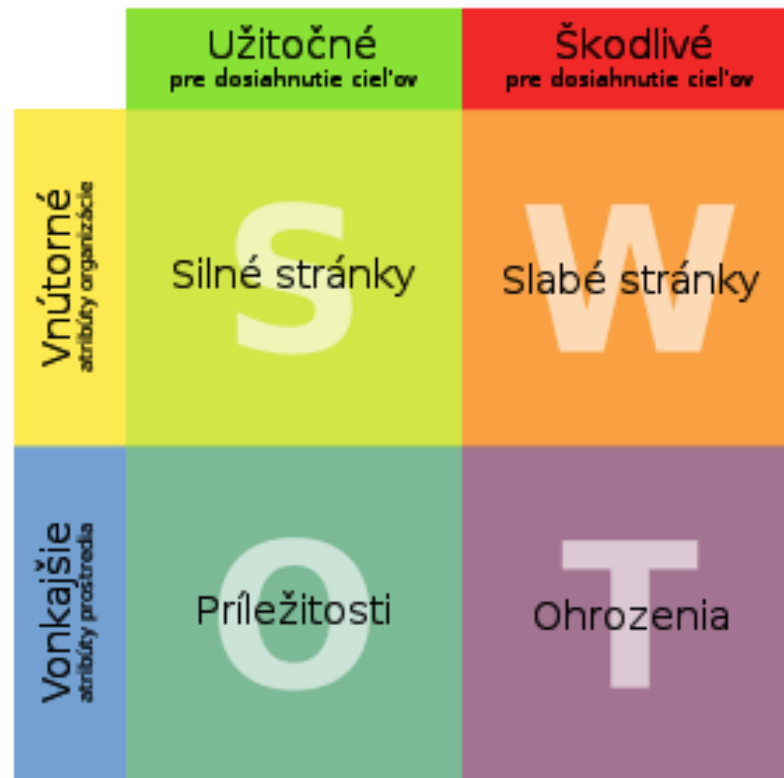 Užitočné
pre dosiahnutie cieľov
Škodlivé
pre dosiahnutie cieľov
Vnútorné
atribúty organizácie
S
Silné stránky
W
Slabé stránky
Vonkajšie
atribúty prostredia
O
Príležitosti
T
Ohrozenia